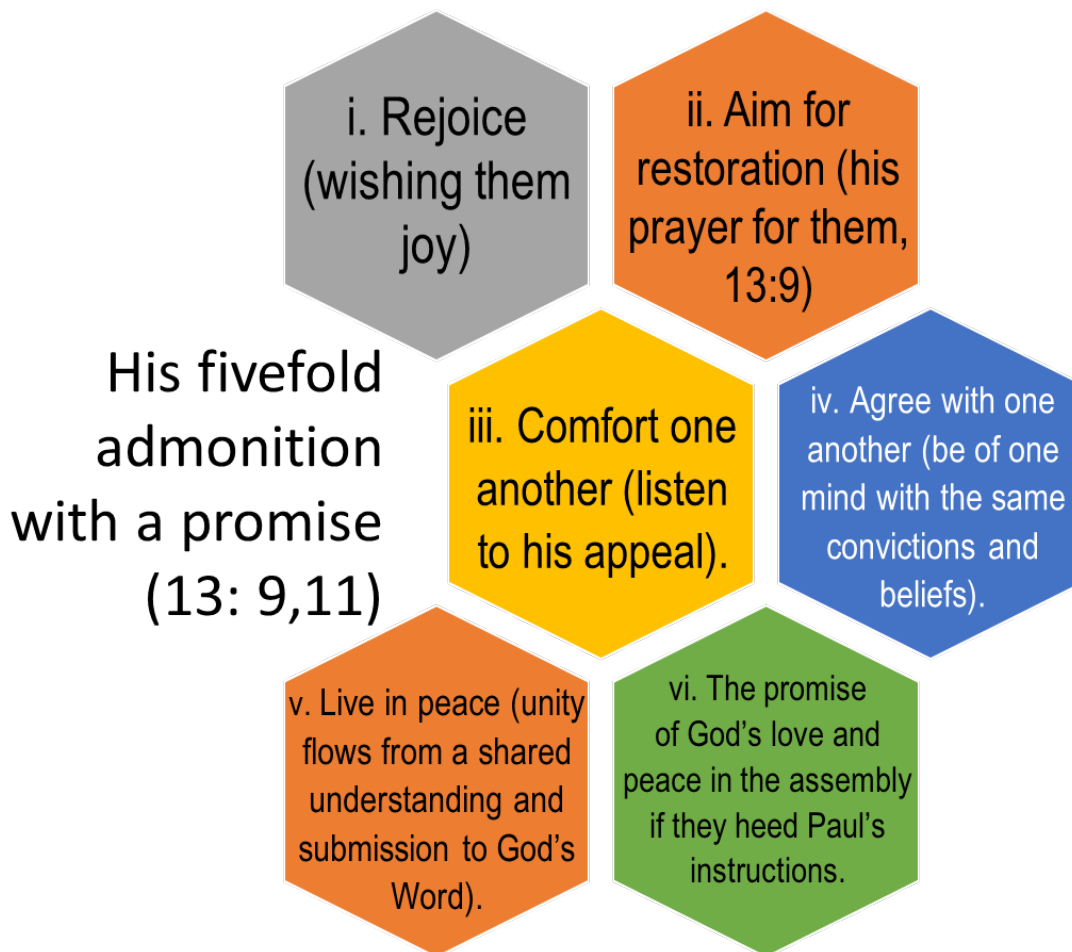 i. Rejoice
(wishing them
joy)
ii. Aim for
restoration (his
prayer for them,
13:9)
His fivefold
admonition
with a promise
(13: 9,11)
iii. Comfort one
another (listen
to his appeal).
iv. Agree with one
another (be of one
mind with the same
convictions and
beliefs).
v. Live in peace (unity
flows from a shared
understanding and
submission to God’s
Word).
vi. The promise
of God’s love and
peace in the assembly
if they heed Paul’s
instructions.